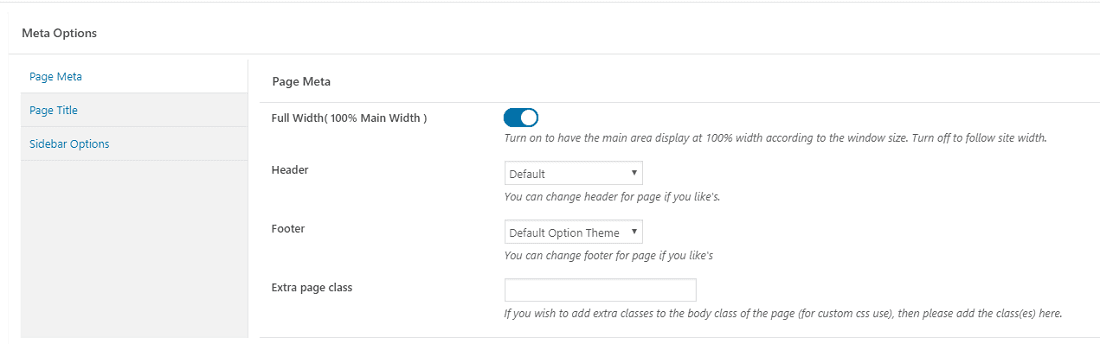 Meta Options
Page Meta
Page Title
Sidebar Options
Page Meta
Full Width( 100% Main Width )
Turn on to have the main area display at 100% width according to the window size. Turn off to follow site width.
Header
Default
You can change header for page if you like's.
Footer
Default Option Theme
You can change footer for page if you like's
Extra page class
If you wish to add extra classes to the body class of the page (for custom css use), then please add the class(es) here.